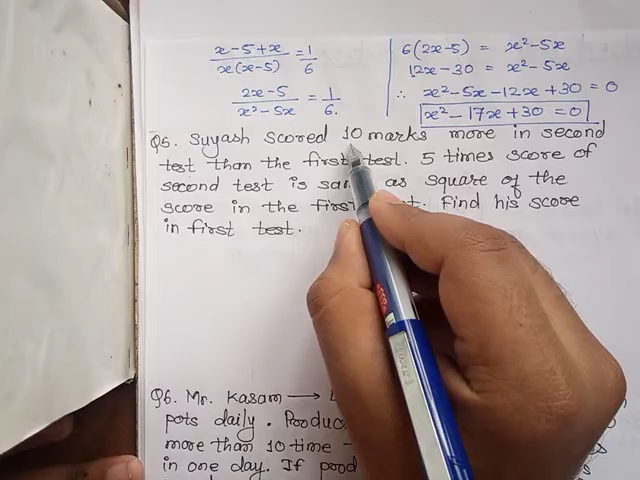 x-5+x / x(x-5) = 1/6
2x-5 / x²-5x = 1/6.
6(2x-5) = x²-5x
12x-30 = x²-5x
∴ x²-5x-12x+30 = 0
x²-17x+30 = 0
Q5. Suyash scored 10 marks more in second
test than the first test. 5 times score of
second test is as square of the
score in the first Find his score
in first test.
Q6. Mr. Kasam →
pots daily. Produc
more than 10 time
in one day. If